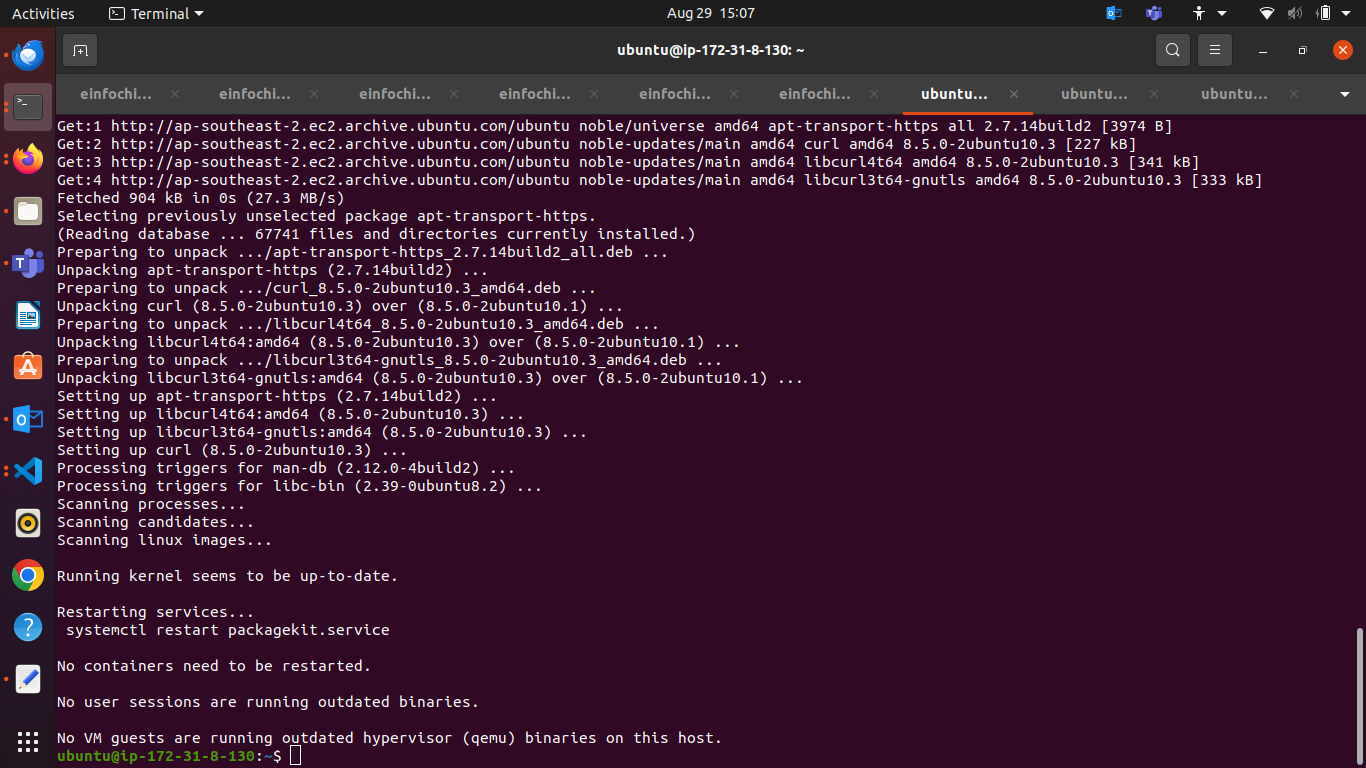 Activities Terminal Aug 29 15:07
ubuntu@ip-172-31-8-130: ~
einfochi... einfochi... einfochi... einfochi... einfochi... einfochi... ubuntu... ubuntu... ubuntu...
Get:1 http://ap-southeast-2.ec2.archive.ubuntu.com/ubuntu noble/universe amd64 apt-transport-https all 2.7.14build2 [3974 B]
Get:2 http://ap-southeast-2.ec2.archive.ubuntu.com/ubuntu noble-updates/main amd64 curl amd64 8.5.0-2ubuntu10.3 [227 kB]
Get:3 http://ap-southeast-2.ec2.archive.ubuntu.com/ubuntu noble-updates/main amd64 libcurl4t64 amd64 8.5.0-2ubuntu10.3 [341 kB]
Get:4 http://ap-southeast-2.ec2.archive.ubuntu.com/ubuntu noble-updates/main amd64 libcurl3t64-gnutls amd64 8.5.0-2ubuntu10.3 [333 kB]
Fetched 904 kB in 0s (27.3 MB/s)
Selecting previously unselected package apt-transport-https.
(Reading database ... 67741 files and directories currently installed.)
Preparing to unpack .../apt-transport-https_2.7.14build2_all.deb ...
Unpacking apt-transport-https (2.7.14build2) ...
Preparing to unpack .../curl_8.5.0-2ubuntu10.3_amd64.deb ...
Unpacking curl (8.5.0-2ubuntu10.3) over (8.5.0-2ubuntu10.1) ...
Preparing to unpack .../libcurl4t64_8.5.0-2ubuntu10.3_amd64.deb ...
Unpacking libcurl4t64:amd64 (8.5.0-2ubuntu10.3) over (8.5.0-2ubuntu10.1) ...
Preparing to unpack .../libcurl3t64-gnutls_8.5.0-2ubuntu10.3_amd64.deb ...
Unpacking libcurl3t64-gnutls:amd64 (8.5.0-2ubuntu10.3) over (8.5.0-2ubuntu10.1) ...
Setting up apt-transport-https (2.7.14build2) ...
Setting up libcurl4t64:amd64 (8.5.0-2ubuntu10.3) ...
Setting up libcurl3t64-gnutls:amd64 (8.5.0-2ubuntu10.3) ...
Setting up curl (8.5.0-2ubuntu10.3) ...
Processing triggers for man-db (2.12.0-4build2) ...
Processing triggers for libc-bin (2.39-0ubuntu8.2) ...
Scanning processes...
Scanning candidates...
Scanning linux images...
Running kernel seems to be up-to-date.
Restarting services...
systemctl restart packagekit.service
No containers need to be restarted.
No user sessions are running outdated binaries.
No VM guests are running outdated hypervisor (qemu) binaries on this host.
ubuntu@ip-172-31-8-130:~$